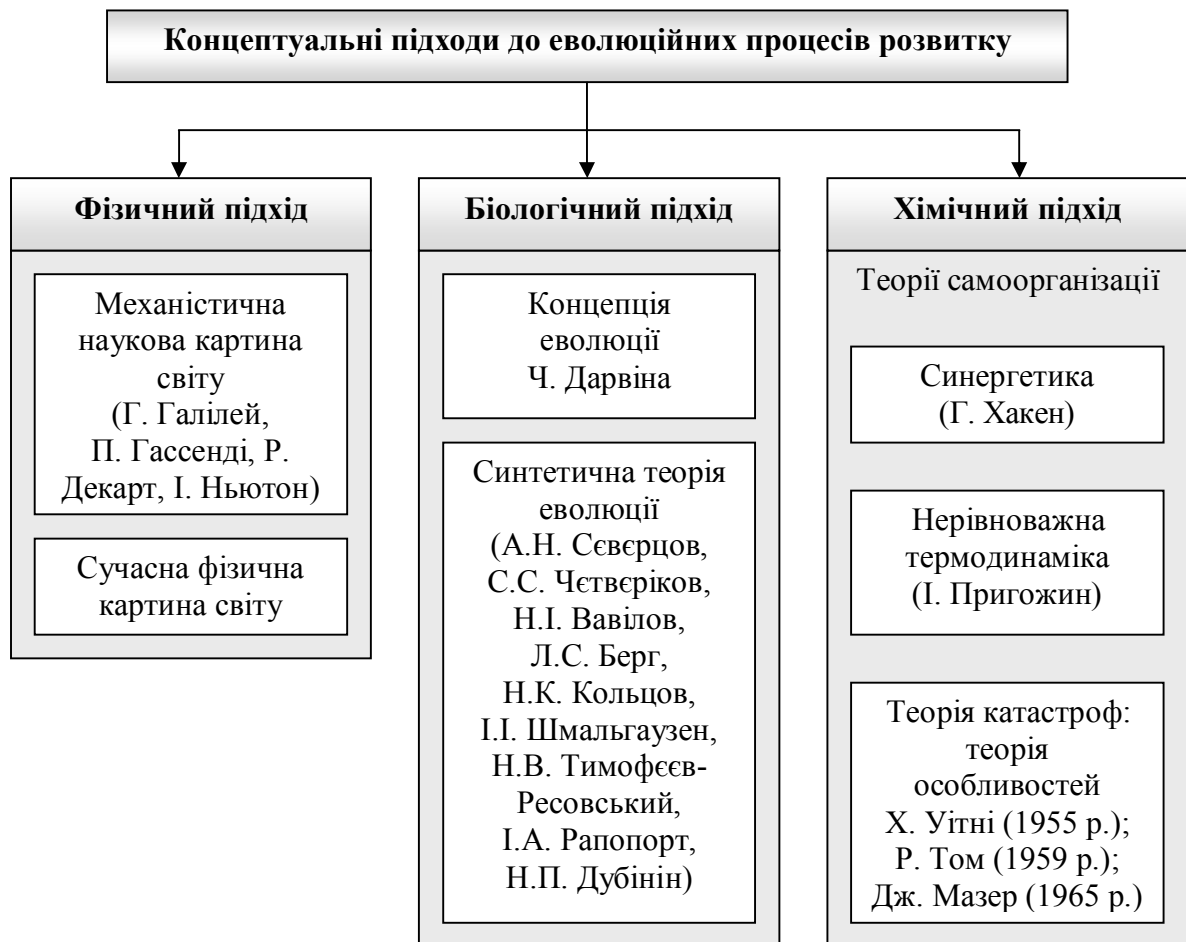 Концептуальні підходи до еволюційних процесів розвитку
Фізичний підхід
Механістична
наукова картина
світу
(Г. Галілей,
П. Гассенді, Р.
Декарт, І. Ньютон)
Сучасна фізична
картина світу
Біологічний підхід
Концепція
еволюції
Ч. Дарвіна
Синтетична теорія
еволюції
(А.Н. Сєвєрцов,
С.С. Чєтвєріков,
Н.І. Вавілов,
Л.С. Берг,
Н.К. Кольцов,
І.І. Шмальгаузен,
Н.В. Тимофєєв-
Ресовський,
І.А. Рапопорт,
Н.П. Дубінін)
Хімічний підхід
Теорії самоорганізації
Синергетика
(Г. Хакен)
Нерівноважна
термодинаміка
(І. Пригожин)
Теорія катастроф:
теорія
особливостей
Х. Уітні (1955 р.);
Р. Том (1959 р.);
Дж. Мазер (1965 р.)